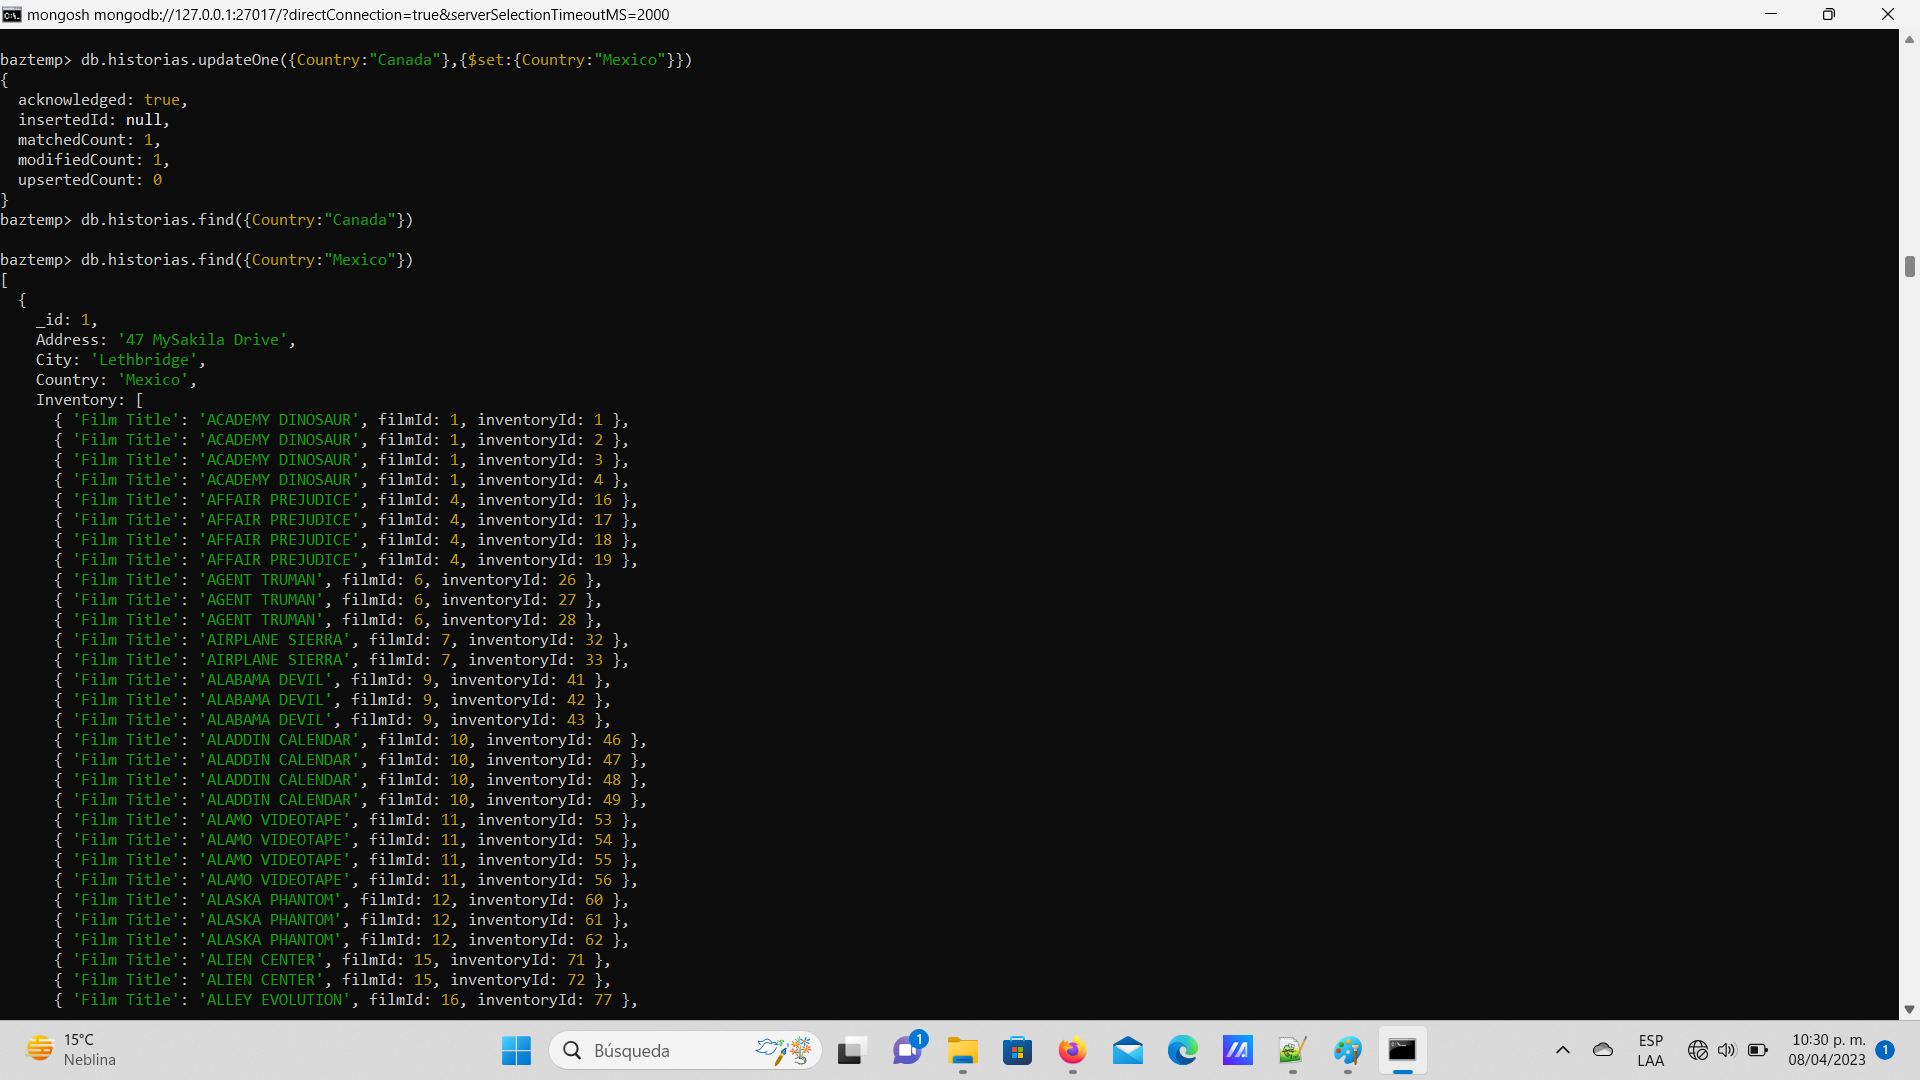 mongosh mongodb://127.0.0.1:27017/?directConnection=true&serverSelectionTimeoutMS=2000
baztemp> db.historias.updateOne({Country:"Canada"},{$set:{Country:"Mexico"}})
{
  acknowledged: true,
  insertedId: null,
  matchedCount: 1,
  modifiedCount: 1,
  upsertedCount: 0
}
baztemp> db.historias.find({Country:"Canada"})
baztemp> db.historias.find({Country:"Mexico"})
[
  {
    _id: 1,
    Address: '47 MySakila Drive',
    City: 'Lethbridge',
    Country: 'Mexico',
    Inventory: [
      { 'Film Title': 'ACADEMY DINOSAUR', filmId: 1, inventoryId: 1 },
      { 'Film Title': 'ACADEMY DINOSAUR', filmId: 1, inventoryId: 2 },
      { 'Film Title': 'ACADEMY DINOSAUR', filmId: 1, inventoryId: 3 },
      { 'Film Title': 'ACADEMY DINOSAUR', filmId: 1, inventoryId: 4 },
      { 'Film Title': 'AFFAIR PREJUDICE', filmId: 4, inventoryId: 16 },
      { 'Film Title': 'AFFAIR PREJUDICE', filmId: 4, inventoryId: 17 },
      { 'Film Title': 'AFFAIR PREJUDICE', filmId: 4, inventoryId: 18 },
      { 'Film Title': 'AFFAIR PREJUDICE', filmId: 4, inventoryId: 19 },
      { 'Film Title': 'AGENT TRUMAN', filmId: 6, inventoryId: 26 },
      { 'Film Title': 'AGENT TRUMAN', filmId: 6, inventoryId: 27 },
      { 'Film Title': 'AGENT TRUMAN', filmId: 6, inventoryId: 28 },
      { 'Film Title': 'AIRPLANE SIERRA', filmId: 7, inventoryId: 32 },
      { 'Film Title': 'AIRPLANE SIERRA', filmId: 7, inventoryId: 33 },
      { 'Film Title': 'ALABAMA DEVIL', filmId: 9, inventoryId: 41 },
      { 'Film Title': 'ALABAMA DEVIL', filmId: 9, inventoryId: 42 },
      { 'Film Title': 'ALABAMA DEVIL', filmId: 9, inventoryId: 43 },
      { 'Film Title': 'ALADDIN CALENDAR', filmId: 10, inventoryId: 46 },
      { 'Film Title': 'ALADDIN CALENDAR', filmId: 10, inventoryId: 47 },
      { 'Film Title': 'ALADDIN CALENDAR', filmId: 10, inventoryId: 48 },
      { 'Film Title': 'ALADDIN CALENDAR', filmId: 10, inventoryId: 49 },
      { 'Film Title': 'ALAMO VIDEOTAPE', filmId: 11, inventoryId: 53 },
      { 'Film Title': 'ALAMO VIDEOTAPE', filmId: 11, inventoryId: 54 },
      { 'Film Title': 'ALAMO VIDEOTAPE', filmId: 11, inventoryId: 55 },
      { 'Film Title': 'ALAMO VIDEOTAPE', filmId: 11, inventoryId: 56 },
      { 'Film Title': 'ALASKA PHANTOM', filmId: 12, inventoryId: 60 },
      { 'Film Title': 'ALASKA PHANTOM', filmId: 12, inventoryId: 61 },
      { 'Film Title': 'ALASKA PHANTOM', filmId: 12, inventoryId: 62 },
      { 'Film Title': 'ALIEN CENTER', filmId: 15, inventoryId: 71 },
      { 'Film Title': 'ALIEN CENTER', filmId: 15, inventoryId: 72 },
      { 'Film Title': 'ALLEY EVOLUTION', filmId: 16, inventoryId: 77 },
15°C
Neblina
Búsqueda
1
ESP
LAA
10:30 p. m.
08/04/2023
1